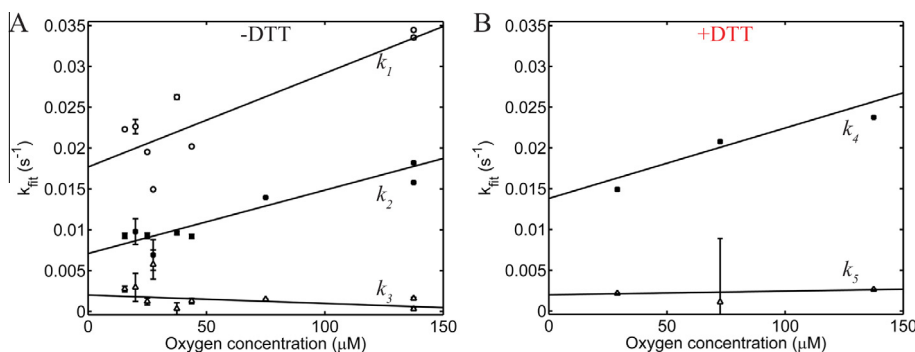 A
-DTT
0.035
0.03
0.025
0.02
0.015
0.01
0.005
0
k_fit (s⁻¹)
k₁
k₂
k₃
0 50 100 150
Oxygen concentration (μM)
B
+DTT
0.035
0.03
0.025
0.02
0.015
0.01
0.005
0
k_fit (s⁻¹)
k₄
k₅
0 50 100 150
Oxygen concentration (μM)